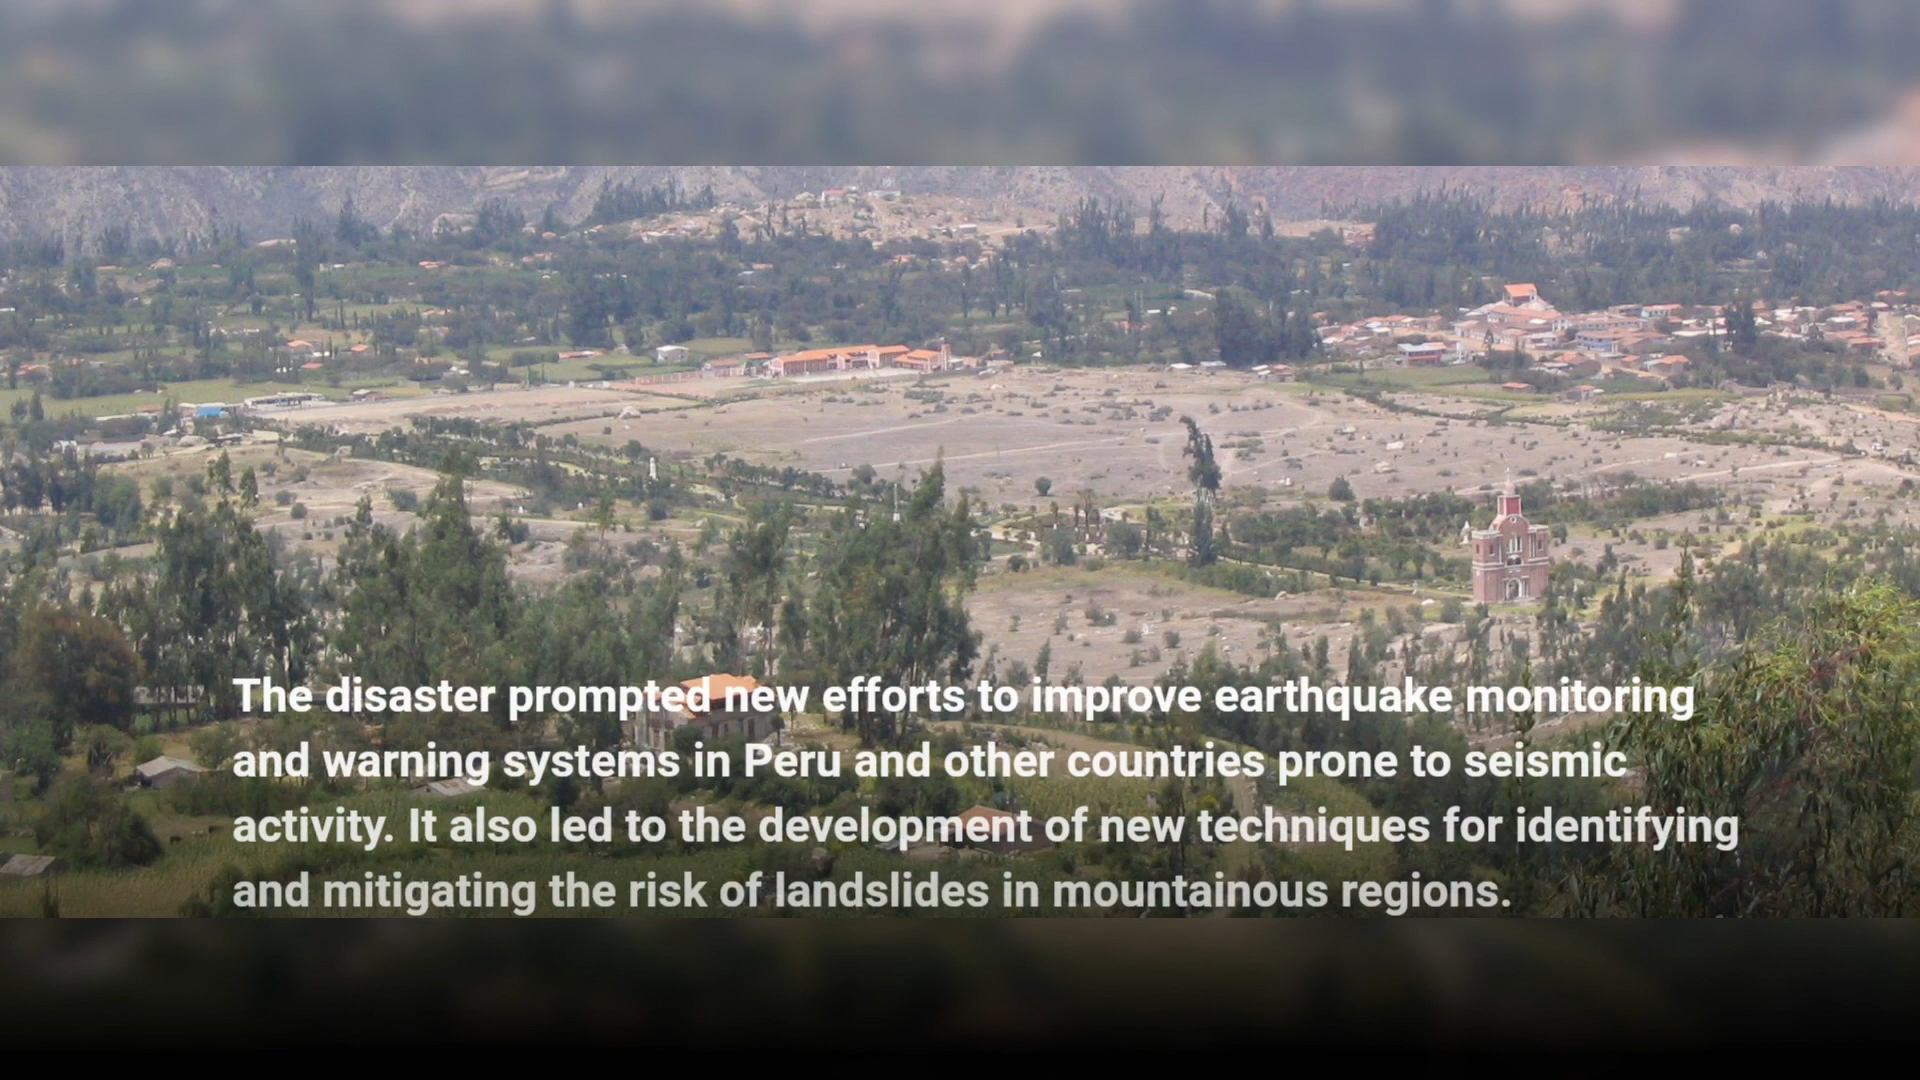 The disaster prompted new efforts to improve earthquake monitoring
and warning systems in Peru and other countries prone to seismic
activity. It also led to the development of new techniques for identifying
and mitigating the risk of landslides in mountainous regions.